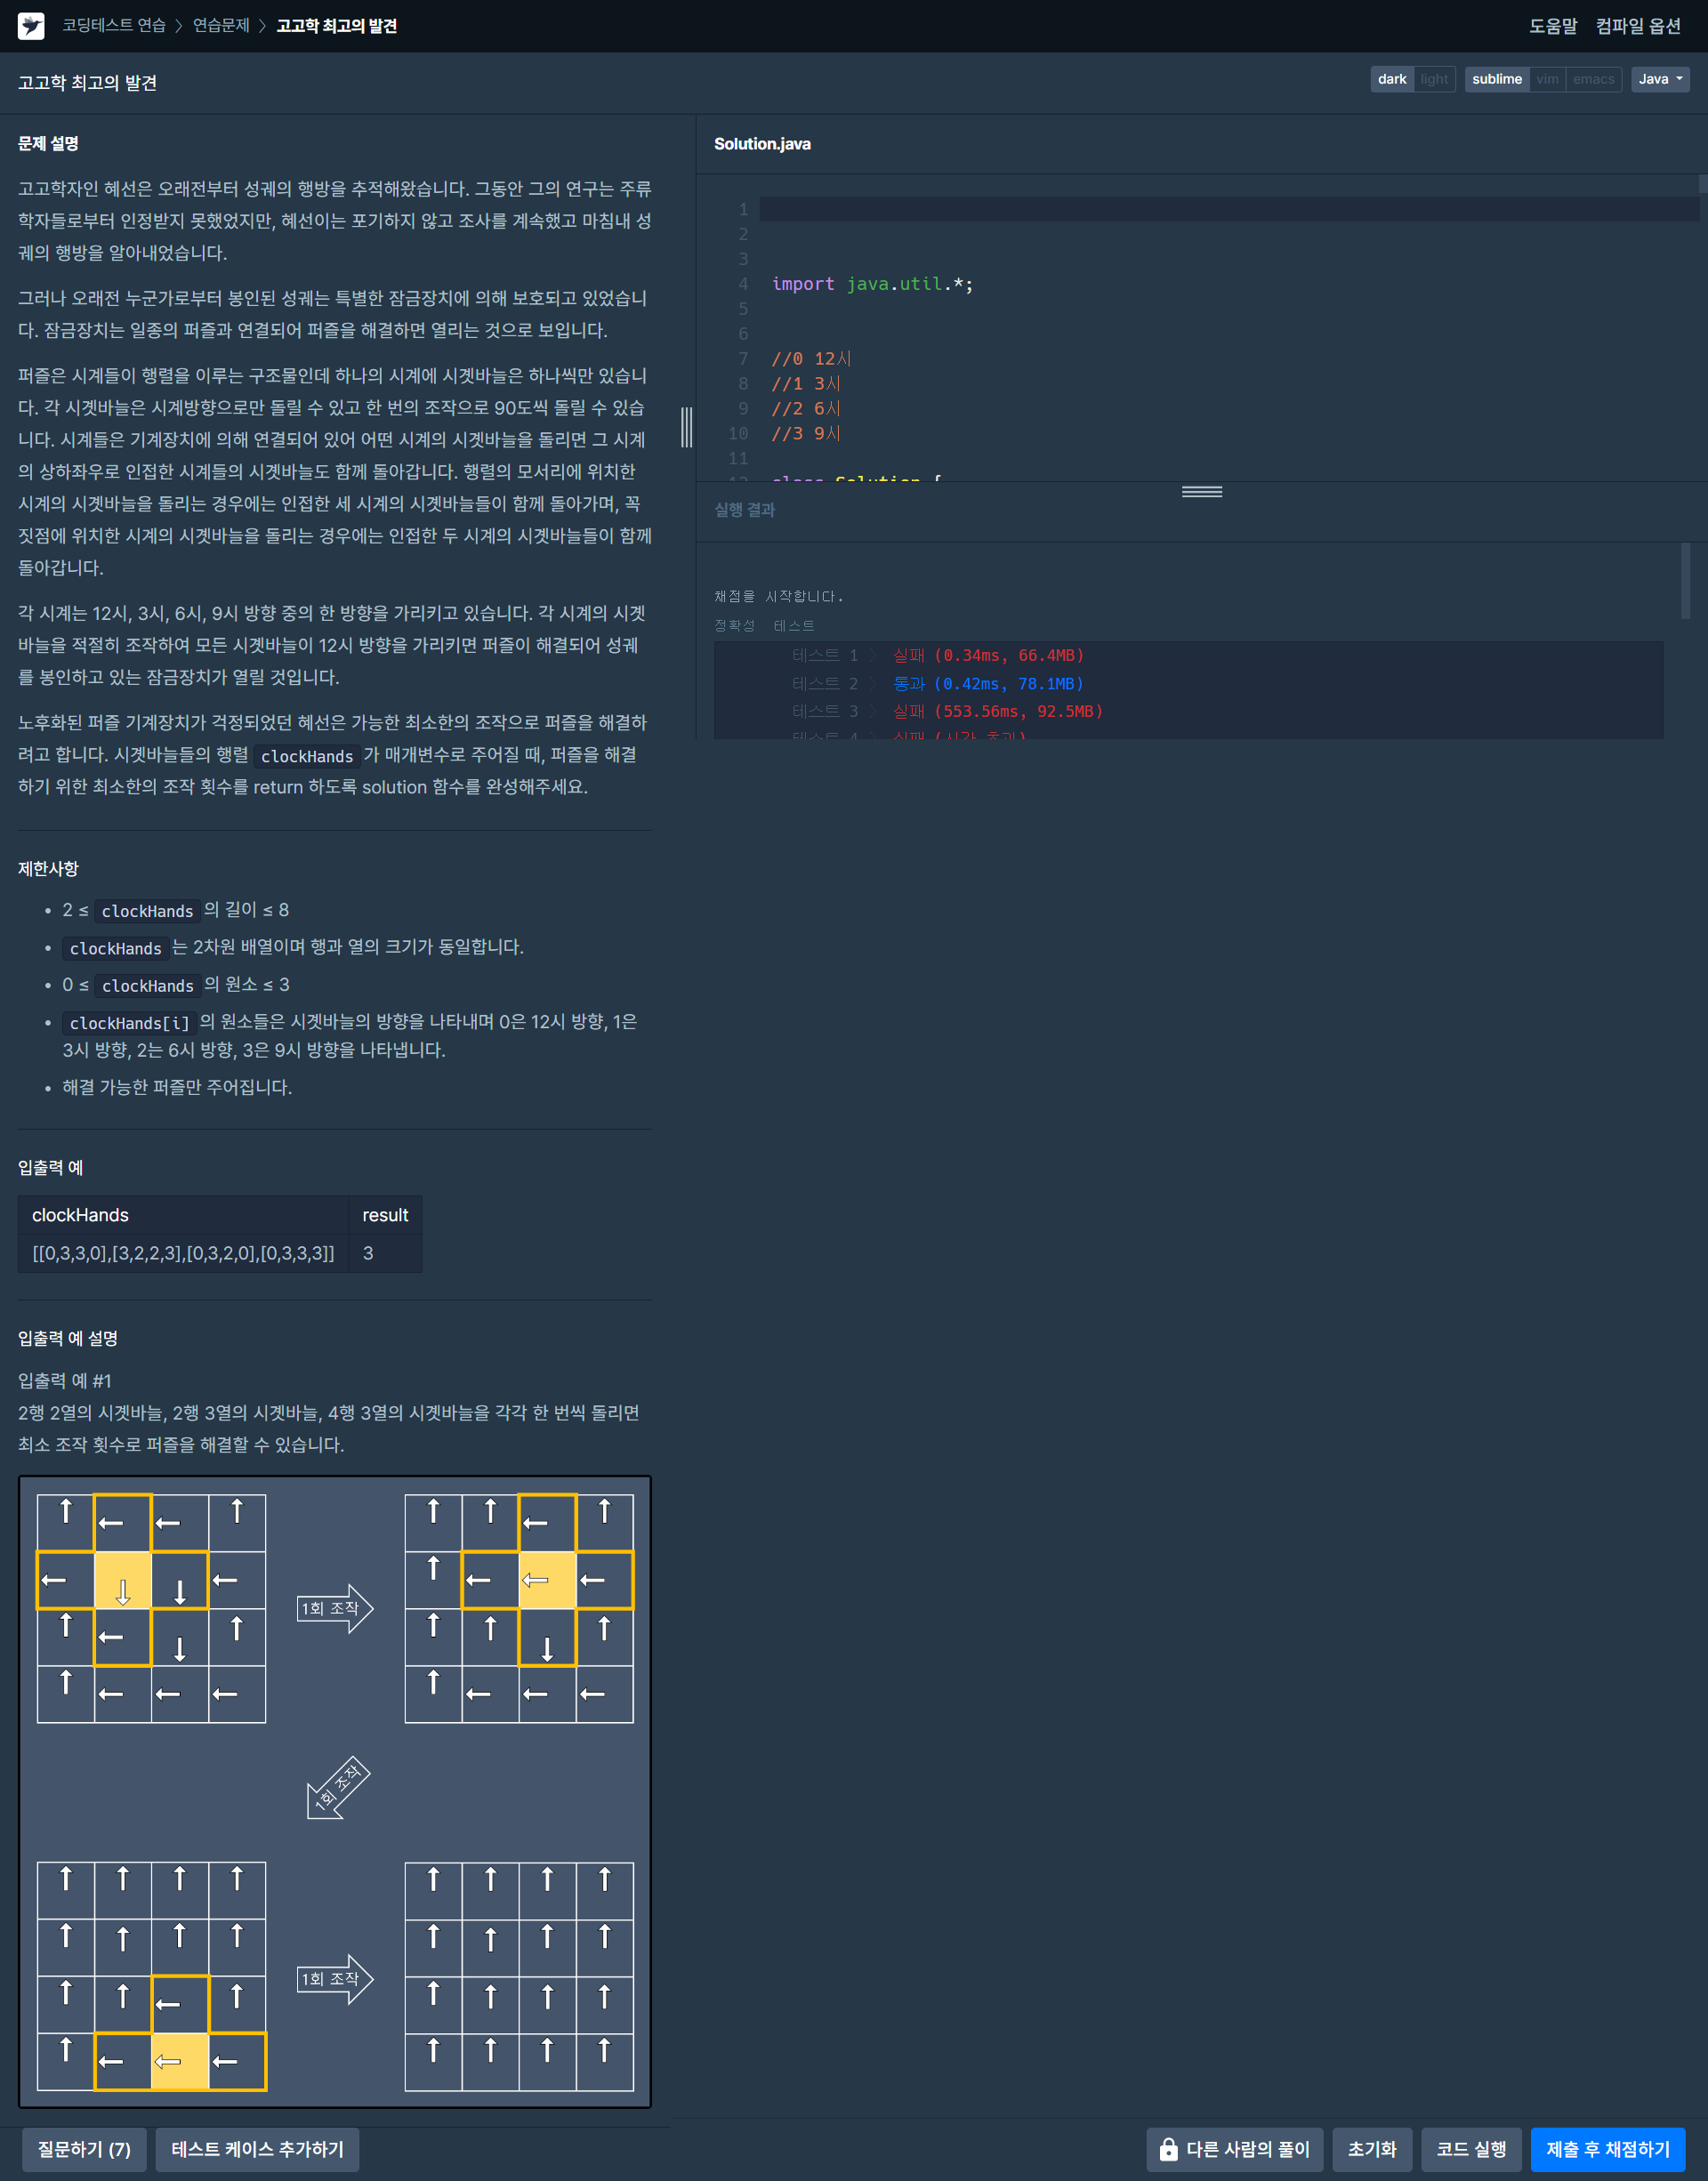 코딩테스트 연습 > 연습문제 > 고고학 최고의 발견
도움말 컴파일 옵션
고고학 최고의 발견
dark light sublime vim emacs Java
문제 설명
고고학자인 혜선은 오래전부터 성궤의 행방을 추적해왔습니다. 그동안 그의 연구는 주류
학자들로부터 인정받지 못했었지만, 혜선이는 포기하지 않고 조사를 계속했고 마침내 성
궤의 행방을 알아내었습니다.
그러나 오래전 누군가로부터 봉인된 성궤는 특별한 잠금장치에 의해 보호되고 있었습니
다. 잠금장치는 일종의 퍼즐과 연결되어 퍼즐을 해결하면 열리는 것으로 보입니다.
퍼즐은 시계들이 행렬을 이루는 구조물인데 하나의 시계에 시곗바늘은 하나씩만 있습니
다. 각 시곗바늘은 시계방향으로만 돌릴 수 있고 한 번의 조작으로 90도씩 돌릴 수 있습
니다. 시계들은 기계장치에 의해 연결되어 있어 어떤 시계의 시곗바늘을 돌리면 그 시계
의 상하좌우로 인접한 시계들의 시곗바늘도 함께 돌아갑니다. 행렬의 모서리에 위치한
시계의 시곗바늘을 돌리는 경우에는 인접한 세 시계의 시곗바늘들이 함께 돌아가며, 꼭
짓점에 위치한 시계의 시곗바늘을 돌리는 경우에는 인접한 두 시계의 시곗바늘들이 함께
돌아갑니다.
각 시계는 12시, 3시, 6시, 9시 방향 중의 한 방향을 가리키고 있습니다. 각 시계의 시곗
바늘을 적절히 조작하여 모든 시곗바늘이 12시 방향을 가리키면 퍼즐이 해결되어 성궤
를 봉인하고 있는 잠금장치가 열릴 것입니다.
노후화된 퍼즐 기계장치가 걱정되었던 혜선은 가능한 최소한의 조작으로 퍼즐을 해결하
려고 합니다. 시곗바늘들의 행렬 clockHands가 매개변수로 주어질 때, 퍼즐을 해결
하기 위한 최소한의 조작 횟수를 return 하도록 solution 함수를 완성해주세요.
제한사항
• 2 ≤ clockHands의 길이 ≤ 8
• clockHands는 2차원 배열이며 행과 열의 크기가 동일합니다.
• 0 ≤ clockHands의 원소 ≤ 3
• clockHands[i]의 원소들은 시곗바늘의 방향을 나타내며 0은 12시 방향, 1은
3시 방향, 2는 6시 방향, 3은 9시 방향을 나타냅니다.
• 해결 가능한 퍼즐만 주어집니다.
입출력 예
clockHands result
[[0,3,3,0],[3,2,2,3],[0,3,2,0],[0,3,3,3]] 3
입출력 예 설명
입출력 예 #1
2행 2열의 시곗바늘, 2행 3열의 시곗바늘, 4행 3열의 시곗바늘을 각각 한 번씩 돌리면
최소 조작 횟수로 퍼즐을 해결할 수 있습니다.
1회 조작
1회 조작
1회 조작
질문하기 (7) 테스트 케이스 추가하기
Solution.java
1
2
3
4 import java.util.*;
5
6
7 //0 12시
8 //1 3시
9 //2 6시
10 //3 9시
11
12 class Solution {
실행 결과
채점을 시작합니다.
정확성 테스트
테스트 1 > 실패 (0.34ms, 66.4MB)
테스트 2 > 통과 (0.42ms, 78.1MB)
테스트 3 > 실패 (553.56ms, 92.5MB)
테스트 4 > 실패 (시간 초과)
다른 사람의 풀이 초기화 코드 실행 제출 후 채점하기